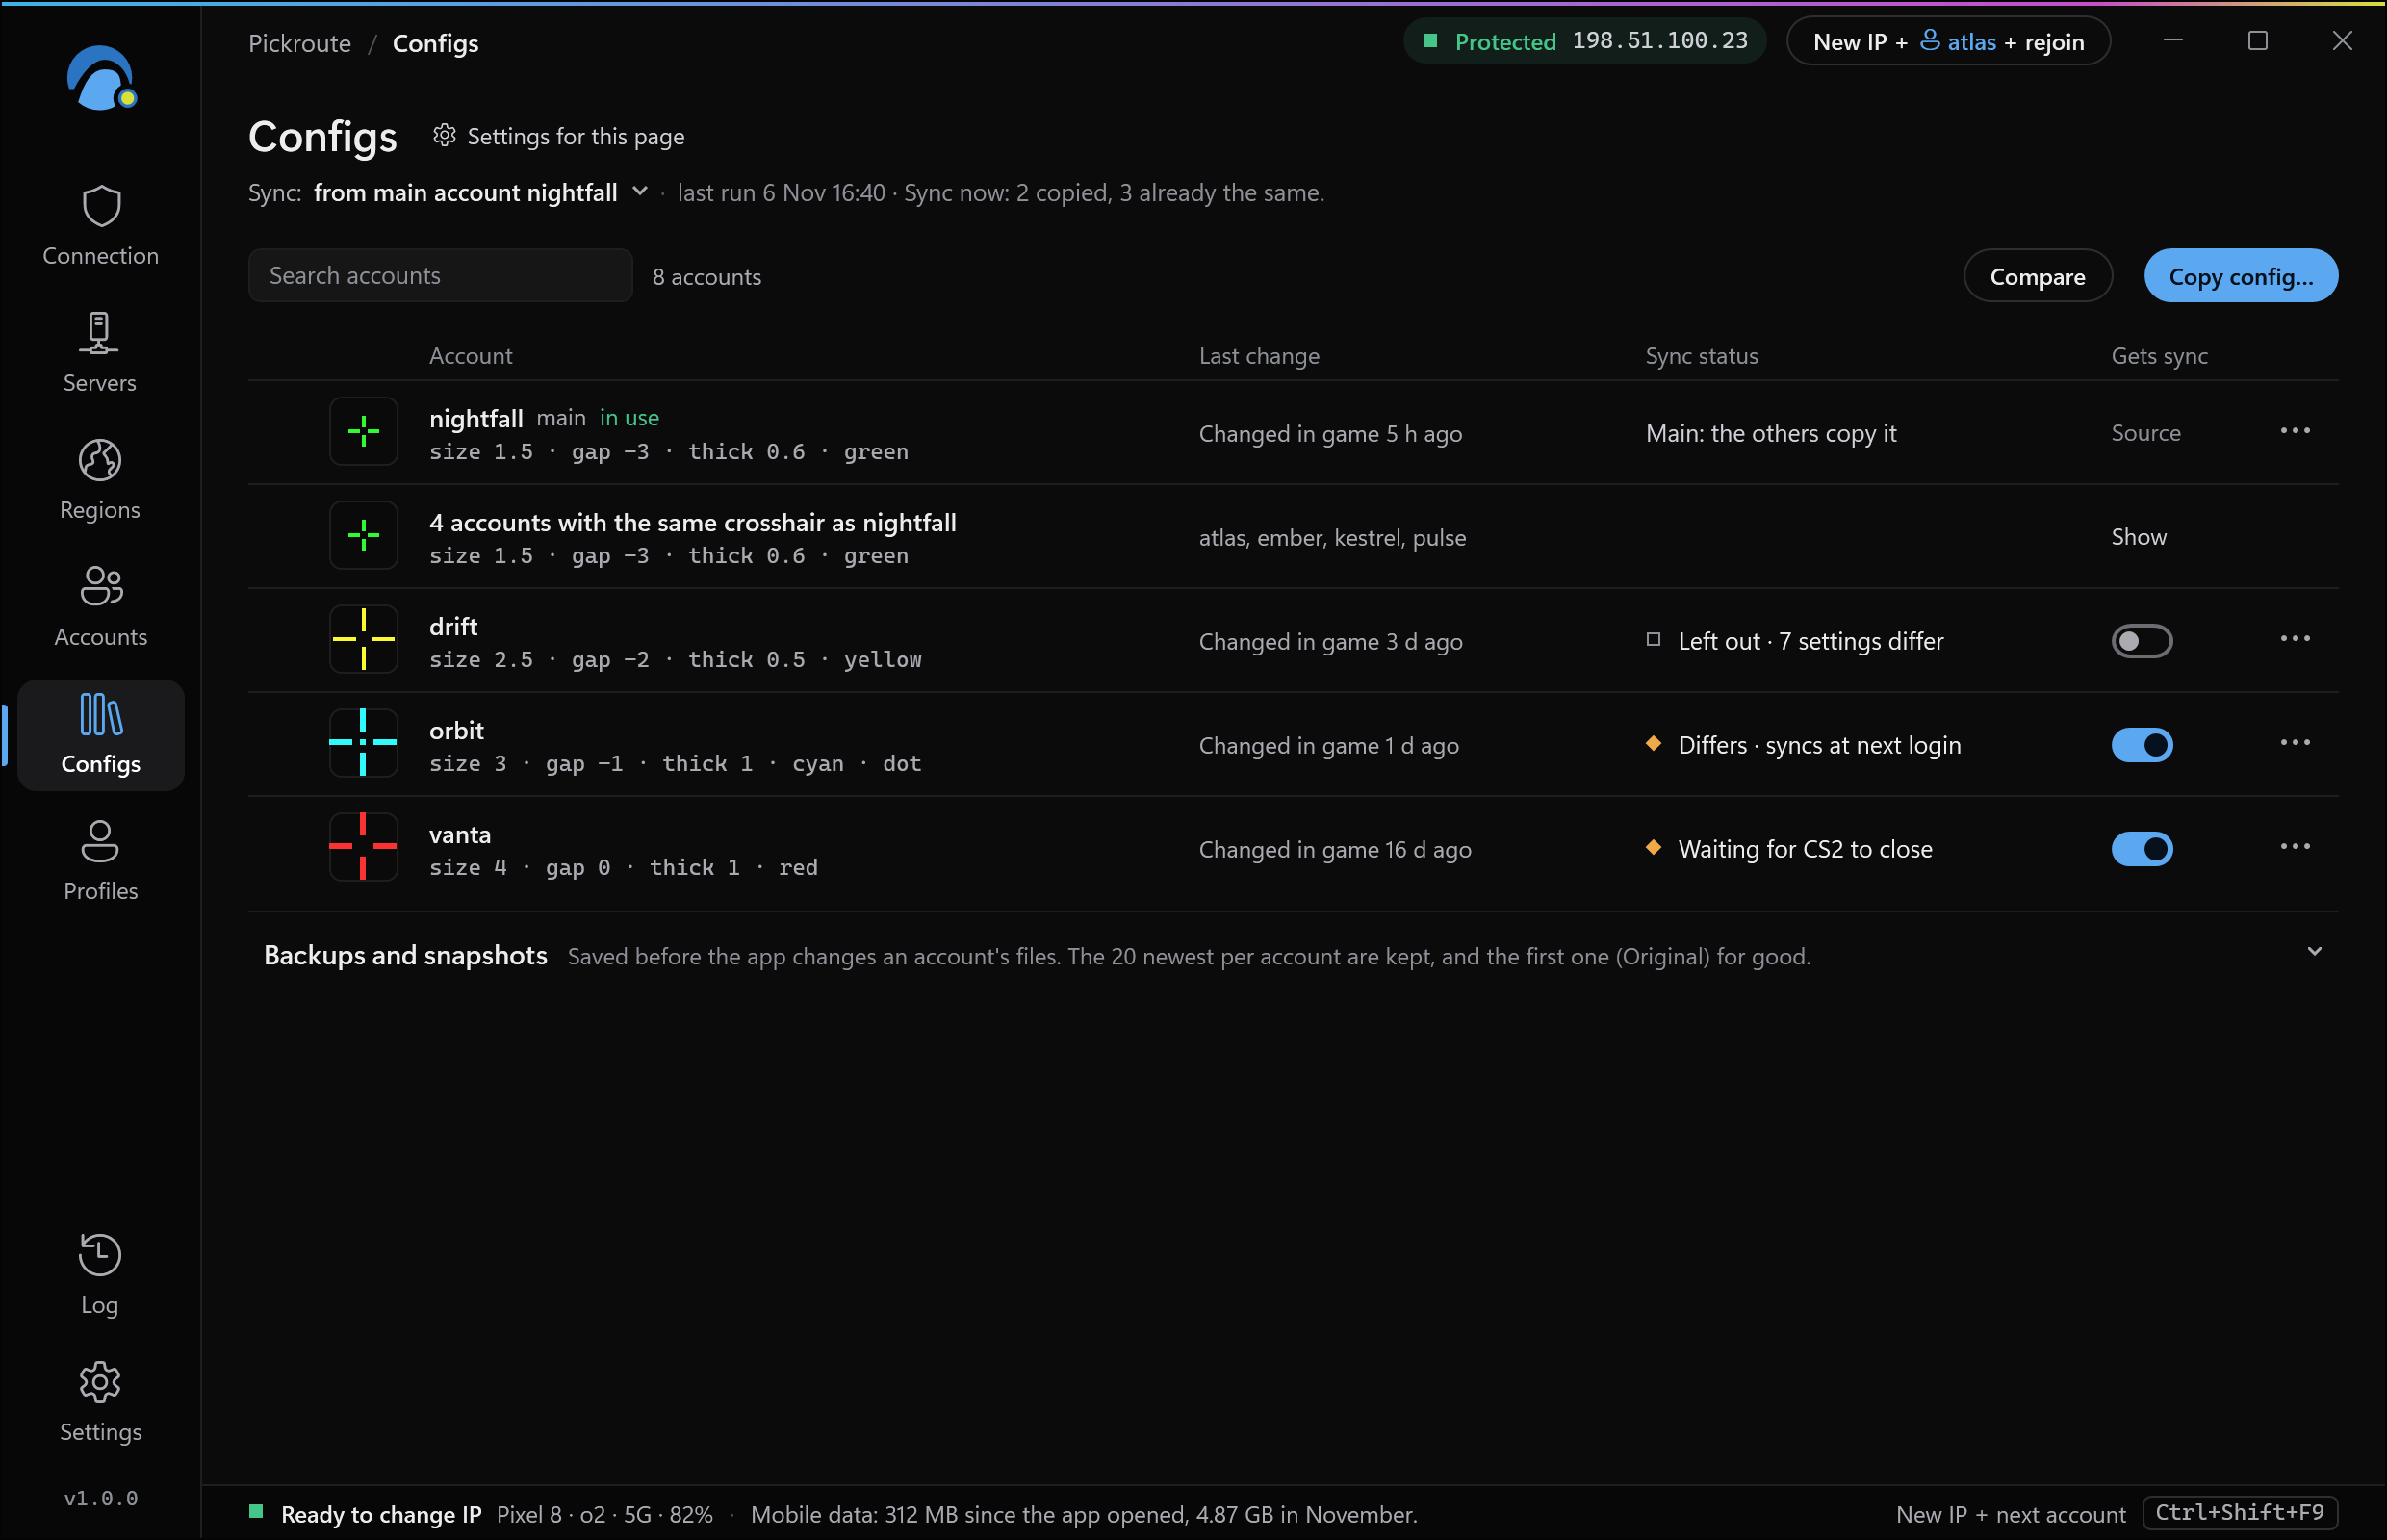 Pickroute / Configs
Protected 198.51.100.23
New IP + atlas + rejoin
Connection
Servers
Regions
Accounts
Configs
Profiles
Log
Settings
v1.0.0
Configs Settings for this page
Sync: from main account nightfall · last run 6 Nov 16:40 · Sync now: 2 copied, 3 already the same.
Search accounts 8 accounts Compare Copy config...
Account Last change Sync status Gets sync
nightfall main in use
size 1.5 · gap −3 · thick 0.6 · green
Changed in game 5 h ago Main: the others copy it Source
4 accounts with the same crosshair as nightfall
size 1.5 · gap −3 · thick 0.6 · green
atlas, ember, kestrel, pulse Show
drift
size 2.5 · gap −2 · thick 0.5 · yellow
Changed in game 3 d ago Left out · 7 settings differ
orbit
size 3 · gap −1 · thick 1 · cyan · dot
Changed in game 1 d ago Differs · syncs at next login
vanta
size 4 · gap 0 · thick 1 · red
Changed in game 16 d ago Waiting for CS2 to close
Backups and snapshots Saved before the app changes an account's files. The 20 newest per account are kept, and the first one (Original) for good.
Ready to change IP Pixel 8 · o2 · 5G · 82% · Mobile data: 312 MB since the app opened, 4.87 GB in November.
New IP + next account Ctrl+Shift+F9